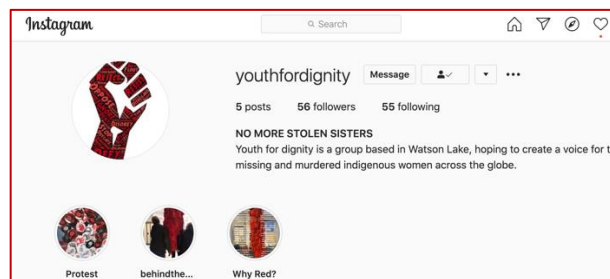 Instagram
Search
youthfordignity Message
5 posts 56 followers 55 following
NO MORE STOLEN SISTERS
Youth for dignity is a group based in Watson Lake, hoping to create a voice for t
missing and murdered indigenous women across the globe.
OPPOSE
Protest behindthe... Why Red?